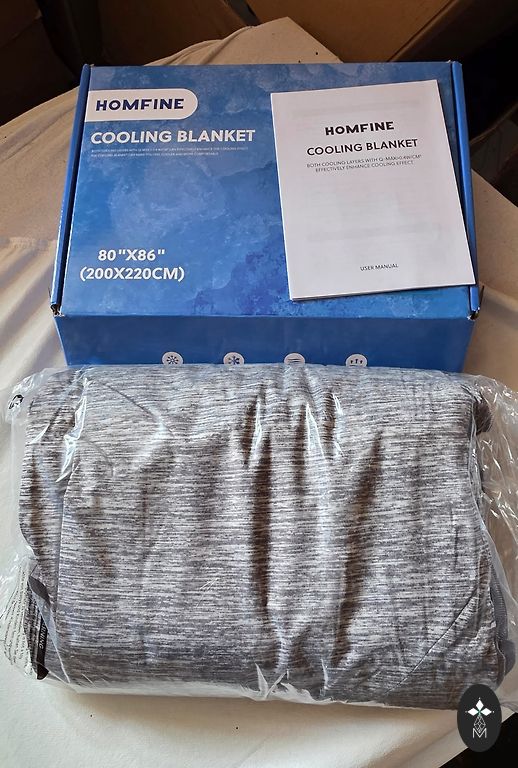 HOMFINE
COOLING BLANKET
80"X86"
(200X220CM)
HOMFINE
COOLING BLANKET
BOTH COOLING LAYERS WITH Q-MAX>0.4W/CM²
EFFECTIVELY ENHANCE COOLING EFFECT
USER MANUAL